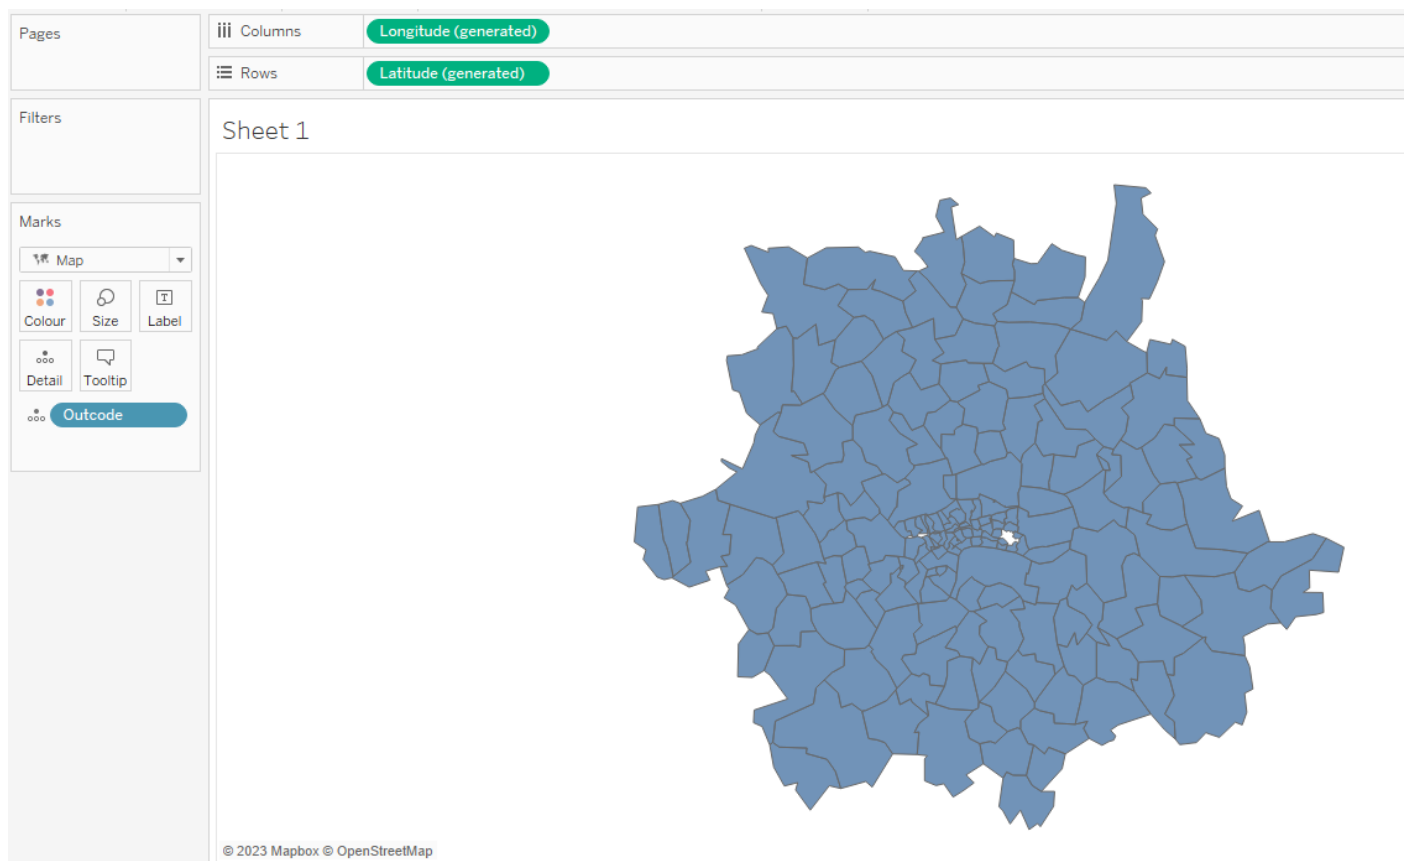 Pages
Columns
Longitude (generated)
Rows
Latitude (generated)
Filters
Sheet 1
Marks
Map
Colour
Size
Label
Detail
Tooltip
Outcode
© 2023 Mapbox © OpenStreetMap